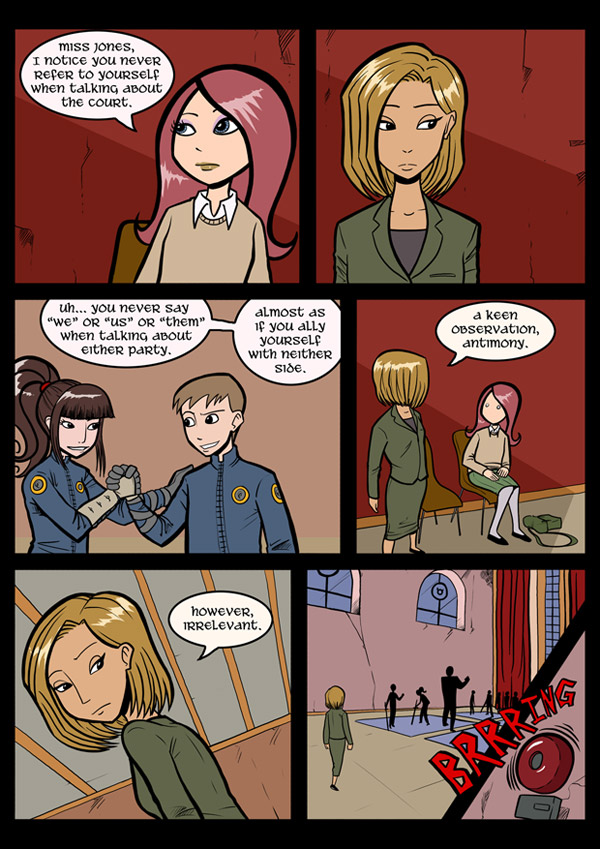 Miss Jones,
I notice you never
refer to yourself
when talking about
the court.
Uh... you never say
"we" or "us" or "them"
when talking about
either party.
Almost as
if you ally
yourself
with neither
side.
A keen
observation,
Antimony.
However,
irrelevant.
BRRRRING